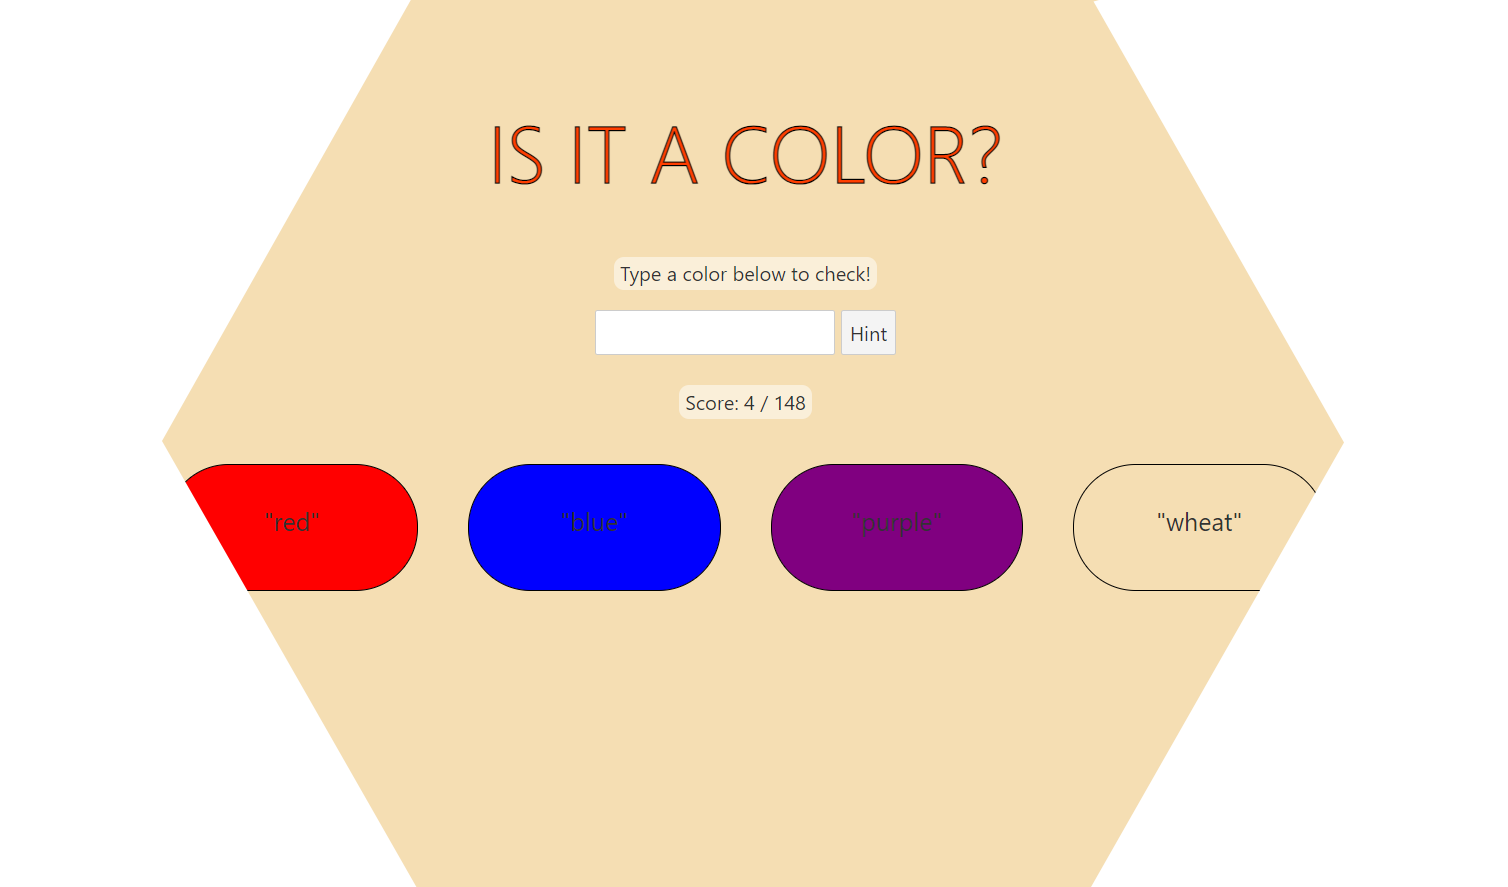 IS IT A COLOR?
Type a color below to check!
Hint
Score: 4 / 148
"red"
"blue"
"purple"
"wheat"